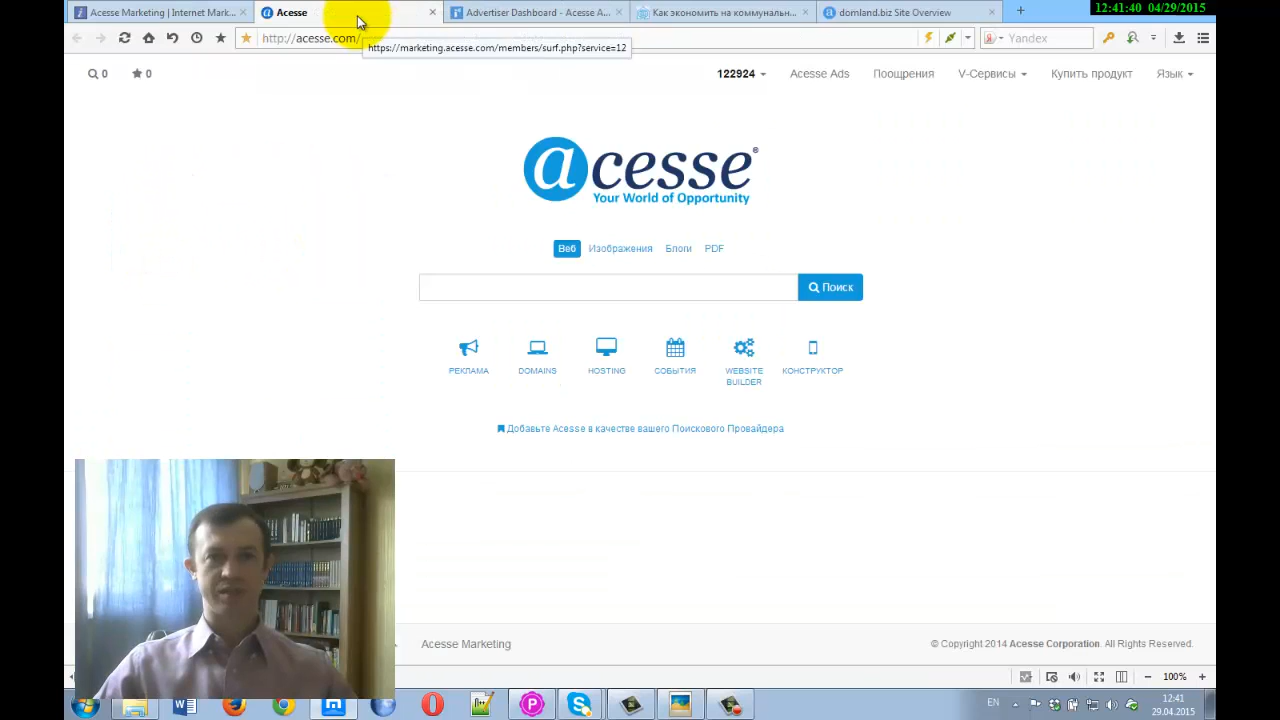 12:41:40 04/29/2015
Acesse Marketing | Internet Mark...
Acesse
Advertiser Dashboard - Acesse A...
Как экономить на коммунальн...
domland.biz Site Overview
http://acesse.com/
https://marketing.acesse.com/members/surf.php?service=12
Yandex
0
0
122924
Acesse Ads
Поощрения
V-Сервисы
Купить продукт
Язык
acesse®
Your World of Opportunity
Веб
Изображения
Блоги
PDF
Поиск
РЕКЛАМА
DOMAINS
HOSTING
СОБЫТИЯ
WEBSITE
BUILDER
КОНСТРУКТОР
Добавьте Acesse в качестве вашего Поискового Провайдера
Acesse Marketing
© Copyright 2014 Acesse Corporation. All Rights Reserved.
100%
EN
12:41
29.04.2015